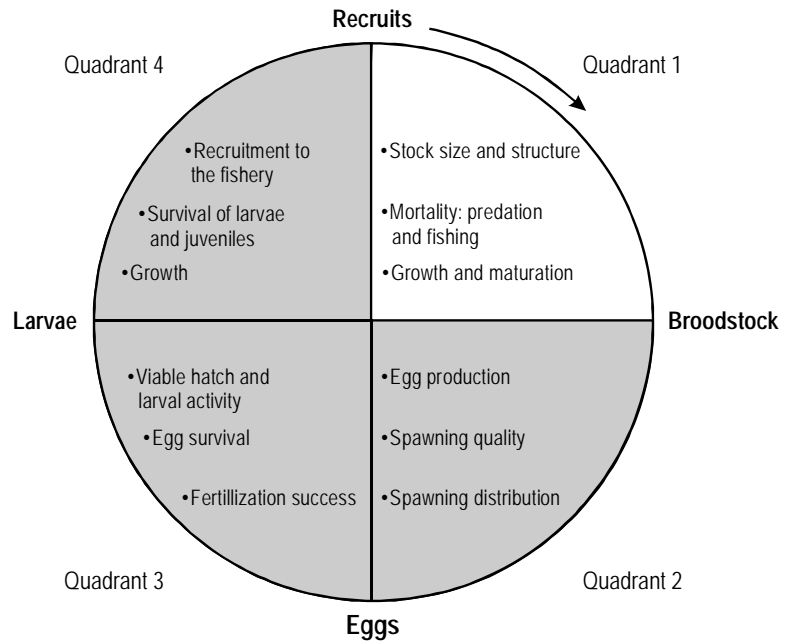 Recruits
Quadrant 4
Quadrant 1
•Recruitment to
the fishery
•Survival of larvae
and juveniles
•Growth
•Stock size and structure
•Mortality: predation
and fishing
•Growth and maturation
Larvae
Broodstock
•Viable hatch and
larval activity
•Egg survival
•Fertillization success
•Egg production
•Spawning quality
•Spawning distribution
Quadrant 3
Quadrant 2
Eggs